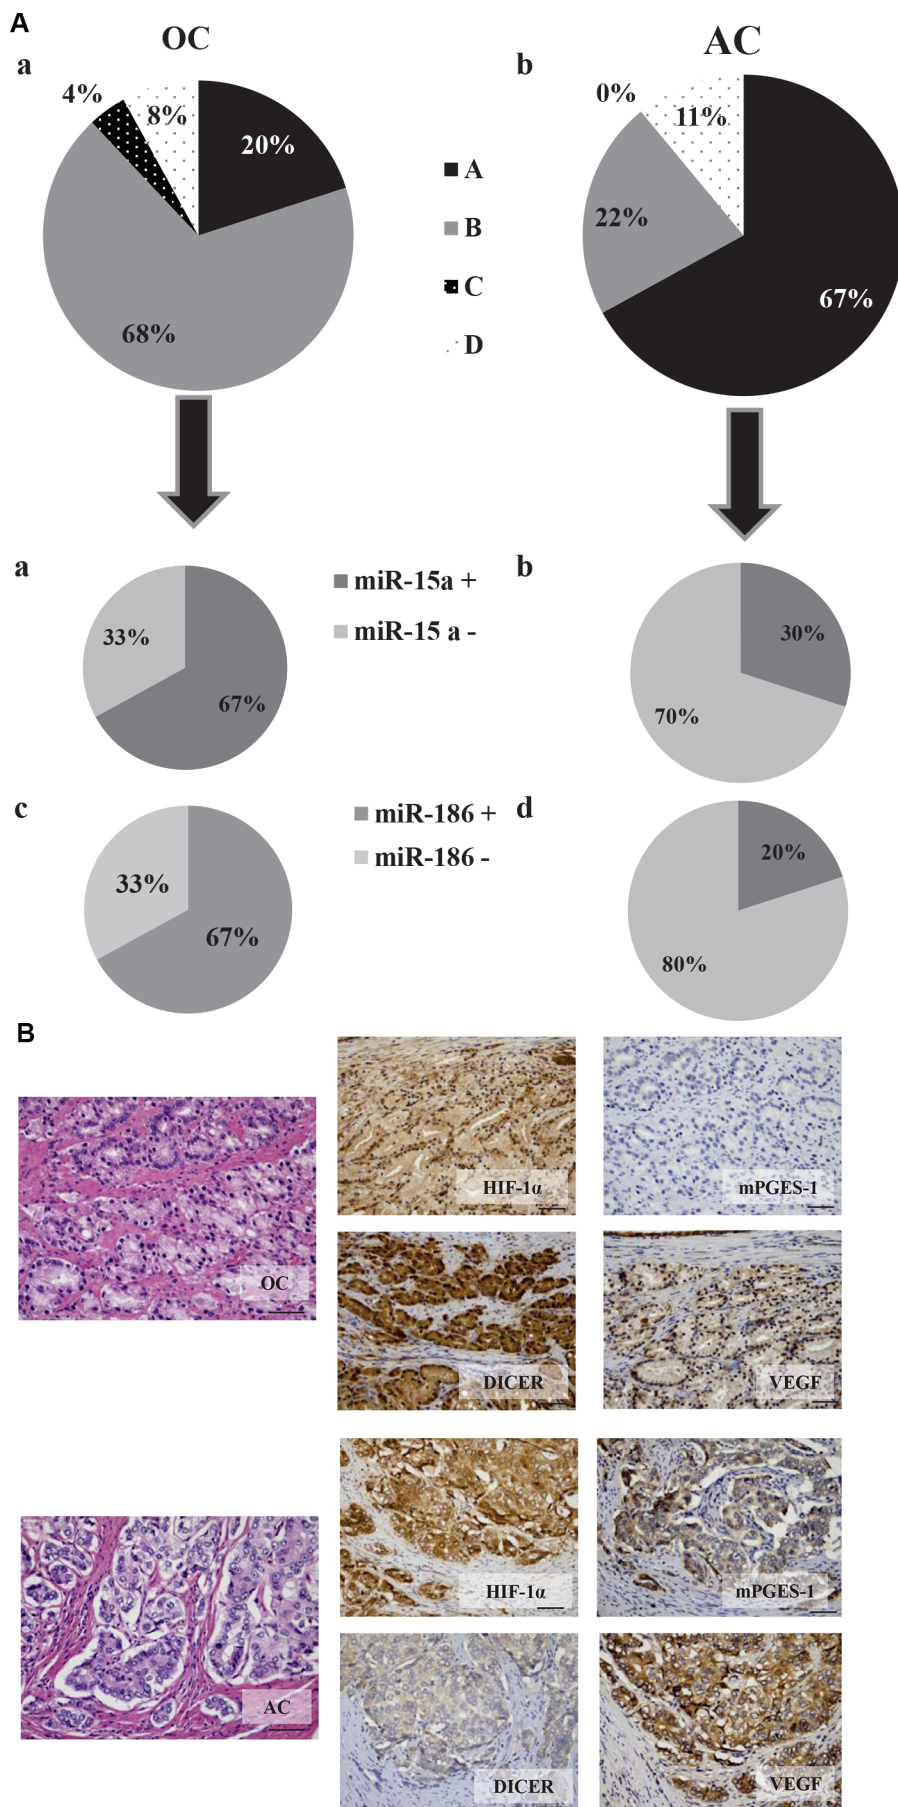 A
OC
AC
a
b
4%
8%
20%
68%
A
B
C
D
0%
11%
22%
67%
a
miR-15a +
miR-15 a -
b
33%
67%
30%
70%
c
miR-186 +
miR-186 -
d
33%
67%
20%
80%
B
OC
HIF-1α
mPGES-1
DICER
VEGF
AC
HIF-1α
mPGES-1
DICER
VEGF